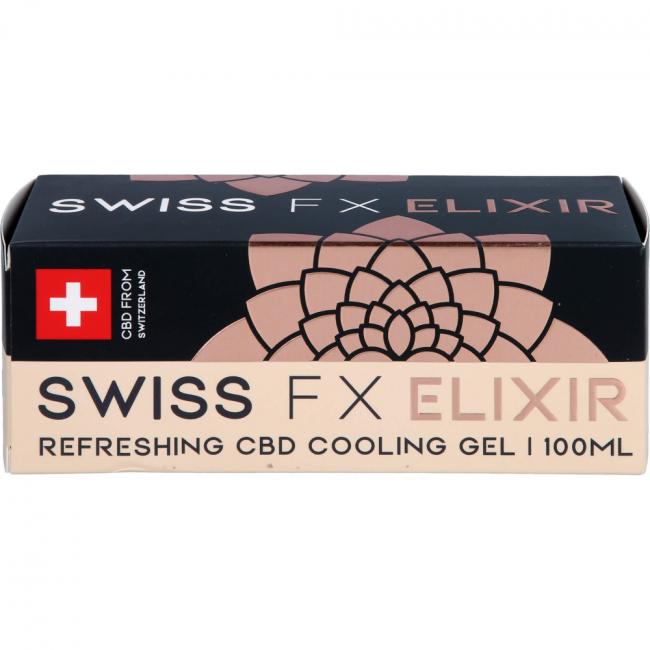 SWISS FX ELIXIR
CBD FROM
SWITZERLAND
SWISS FX ELIXIR
REFRESHING CBD COOLING GEL | 100ML